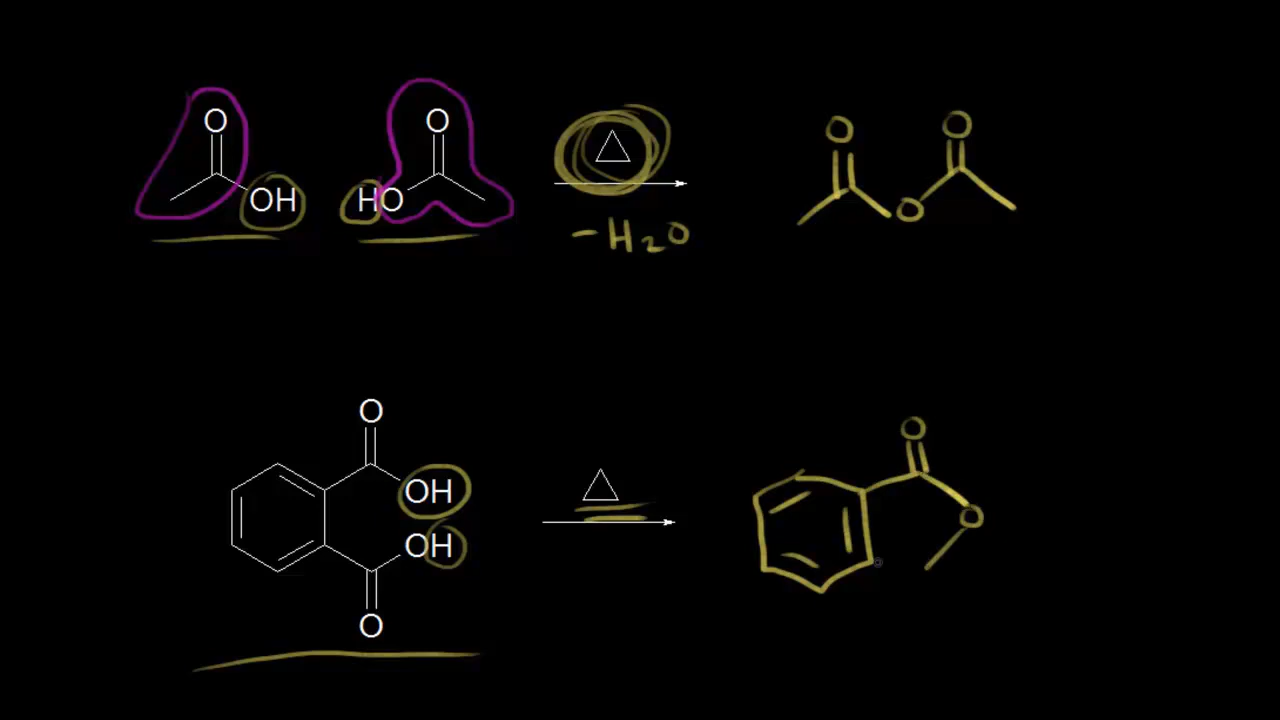 O O O O
OH HO Δ O
-H2O
O O
OH Δ
OH O
O